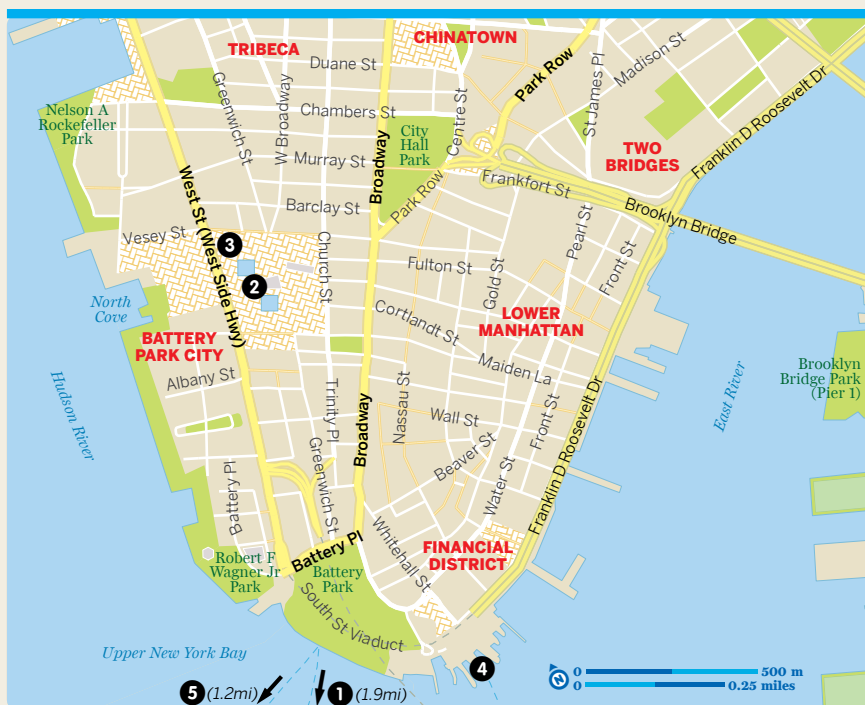 TRIBECA
CHINATOWN
Duane St
Park Row
St James Pl
Madison St
Greenwich St
W Broadway
Chambers St
Nelson A
Rockefeller
Park
Broadway
City
Hall
Park
Centre St
Franklin D Roosevelt Dr
TWO
BRIDGES
Murray St
West St (West Side Hwy)
Park Row
Frankfort St
Barclay St
Brooklyn Bridge
Vesey St
3
Church St
Fulton St
Gold St
Pearl St
Front St
2
North
Cove
Cortlandt St
LOWER
MANHATTAN
BATTERY
PARK CITY
Maiden La
Albany St
Hudson River
Trinity Pl
Nassau St
East River
Brooklyn
Bridge Park
(Pier 1)
Wall St
Front St
Franklin D Roosevelt Dr
Broadway
Greenwich St
Beaver St
Water St
Battery Pl
Whitehall St
FINANCIAL
DISTRICT
Battery Pl
Robert F
Wagner Jr
Park
Battery
Park
South St Viaduct
Upper New York Bay
4
5 (1.2mi)
1 (1.9mi)
N
0 500 m
0 0.25 miles